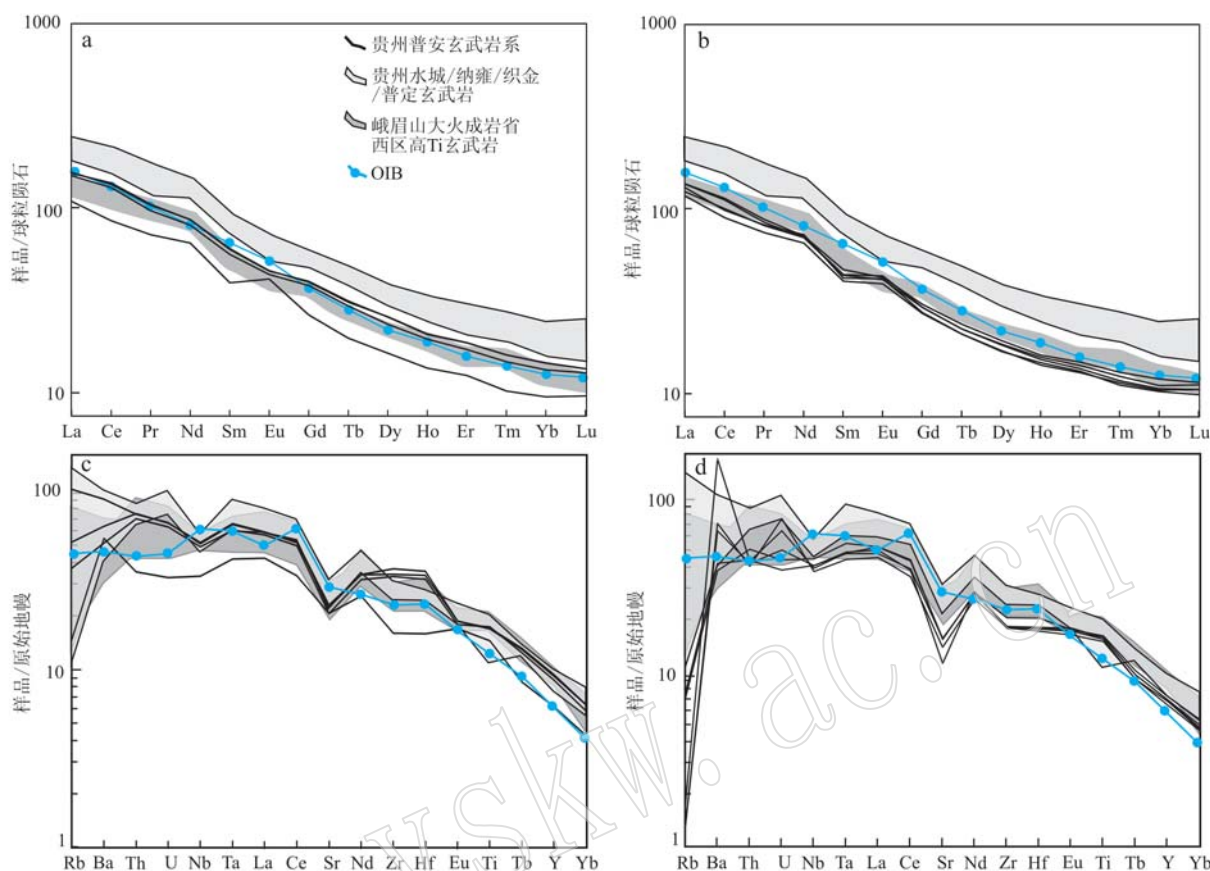 1000
a
贵州普安玄武岩系
贵州水城/纳雍/织金
/普定玄武岩
峨眉山大火成岩省
西区高Ti玄武岩
OIB
样品/球粒陨石
100
10
La Ce Pr Nd Sm Eu Gd Tb Dy Ho Er Tm Yb Lu
1000
b
样品/球粒陨石
100
10
La Ce Pr Nd Sm Eu Gd Tb Dy Ho Er Tm Yb Lu
c
100
样品/原始地幔
10
1
Rb Ba Th U Nb Ta La Ce Sr Nd Zr Hf Eu Ti Tb Y Yb
d
100
样品/原始地幔
10
1
Rb Ba Th U Nb Ta La Ce Sr Nd Zr Hf Eu Ti Tb Y Yb
yskw.ac.cn